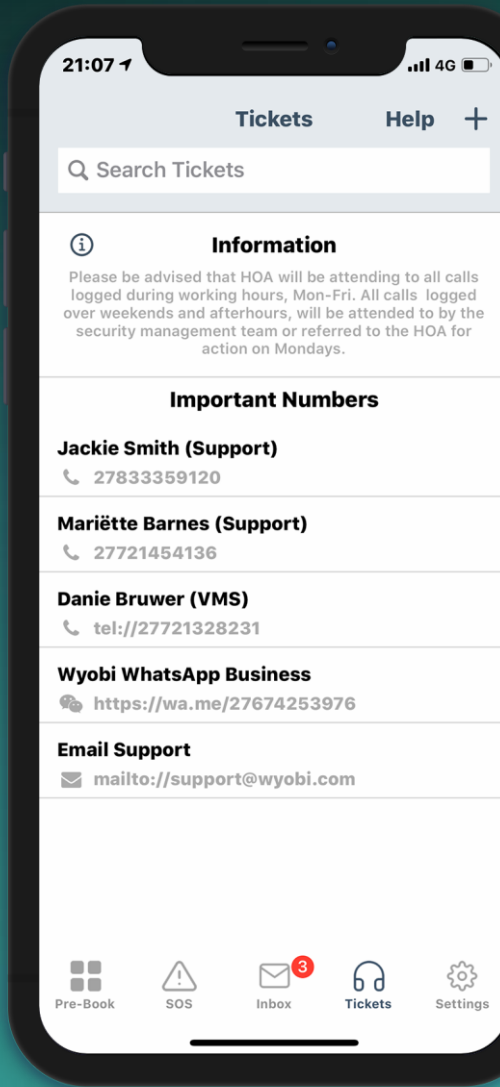 21:07 4G
Tickets Help +
Search Tickets
Information
Please be advised that HOA will be attending to all calls
logged during working hours, Mon-Fri. All calls logged
over weekends and afterhours, will be attended to by the
security management team or referred to the HOA for
action on Mondays.
Important Numbers
Jackie Smith (Support)
27833359120
Mariëtte Barnes (Support)
27721454136
Danie Bruwer (VMS)
tel://27721328231
Wyobi WhatsApp Business
https://wa.me/27674253976
Email Support
mailto://support@wyobi.com
3
Pre-Book SOS Inbox Tickets Settings